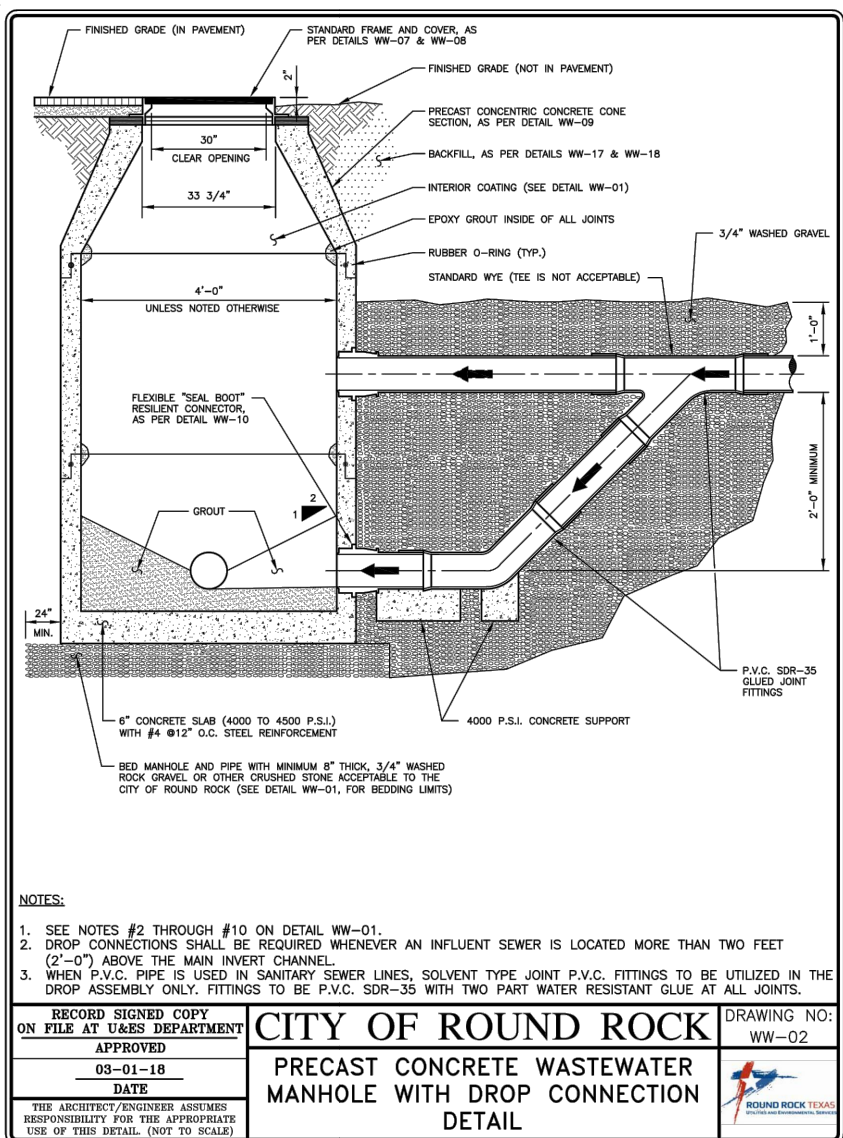 FINISHED GRADE (IN PAVEMENT)
STANDARD FRAME AND COVER, AS
PER DETAILS WW-07 & WW-08
2"
FINISHED GRADE (NOT IN PAVEMENT)
PRECAST CONCENTRIC CONCRETE CONE
SECTION, AS PER DETAIL WW-09
30"
CLEAR OPENING
BACKFILL, AS PER DETAILS WW-17 & WW-18
33 3/4"
INTERIOR COATING (SEE DETAIL WW-01)
EPOXY GROUT INSIDE OF ALL JOINTS
3/4" WASHED GRAVEL
RUBBER O-RING (TYP.)
STANDARD WYE (TEE IS NOT ACCEPTABLE)
4'-0"
UNLESS NOTED OTHERWISE
1'-0"
FLEXIBLE "SEAL BOOT"
RESILIENT CONNECTOR,
AS PER DETAIL WW-10
2'-0" MINIMUM
2
1
GROUT
24"
MIN.
P.V.C. SDR-35
GLUED JOINT
FITTINGS
6" CONCRETE SLAB (4000 TO 4500 P.S.I.)
WITH #4 @12" O.C. STEEL REINFORCEMENT
4000 P.S.I. CONCRETE SUPPORT
BED MANHOLE AND PIPE WITH MINIMUM 8" THICK, 3/4" WASHED
ROCK GRAVEL OR OTHER CRUSHED STONE ACCEPTABLE TO THE
CITY OF ROUND ROCK (SEE DETAIL WW-01, FOR BEDDING LIMITS)
NOTES:
1. SEE NOTES #2 THROUGH #10 ON DETAIL WW-01.
2. DROP CONNECTIONS SHALL BE REQUIRED WHENEVER AN INFLUENT SEWER IS LOCATED MORE THAN TWO FEET
(2'-0") ABOVE THE MAIN INVERT CHANNEL.
3. WHEN P.V.C. PIPE IS USED IN SANITARY SEWER LINES, SOLVENT TYPE JOINT P.V.C. FITTINGS TO BE UTILIZED IN THE
DROP ASSEMBLY ONLY. FITTINGS TO BE P.V.C. SDR-35 WITH TWO PART WATER RESISTANT GLUE AT ALL JOINTS.
RECORD SIGNED COPY
ON FILE AT U&ES DEPARTMENT
APPROVED
03-01-18
DATE
THE ARCHITECT/ENGINEER ASSUMES
RESPONSIBILITY FOR THE APPROPRIATE
USE OF THIS DETAIL. (NOT TO SCALE)
CITY OF ROUND ROCK
PRECAST CONCRETE WASTEWATER
MANHOLE WITH DROP CONNECTION
DETAIL
DRAWING NO:
WW-02
ROUND ROCK TEXAS
UTILITIES AND ENVIRONMENTAL SERVICES